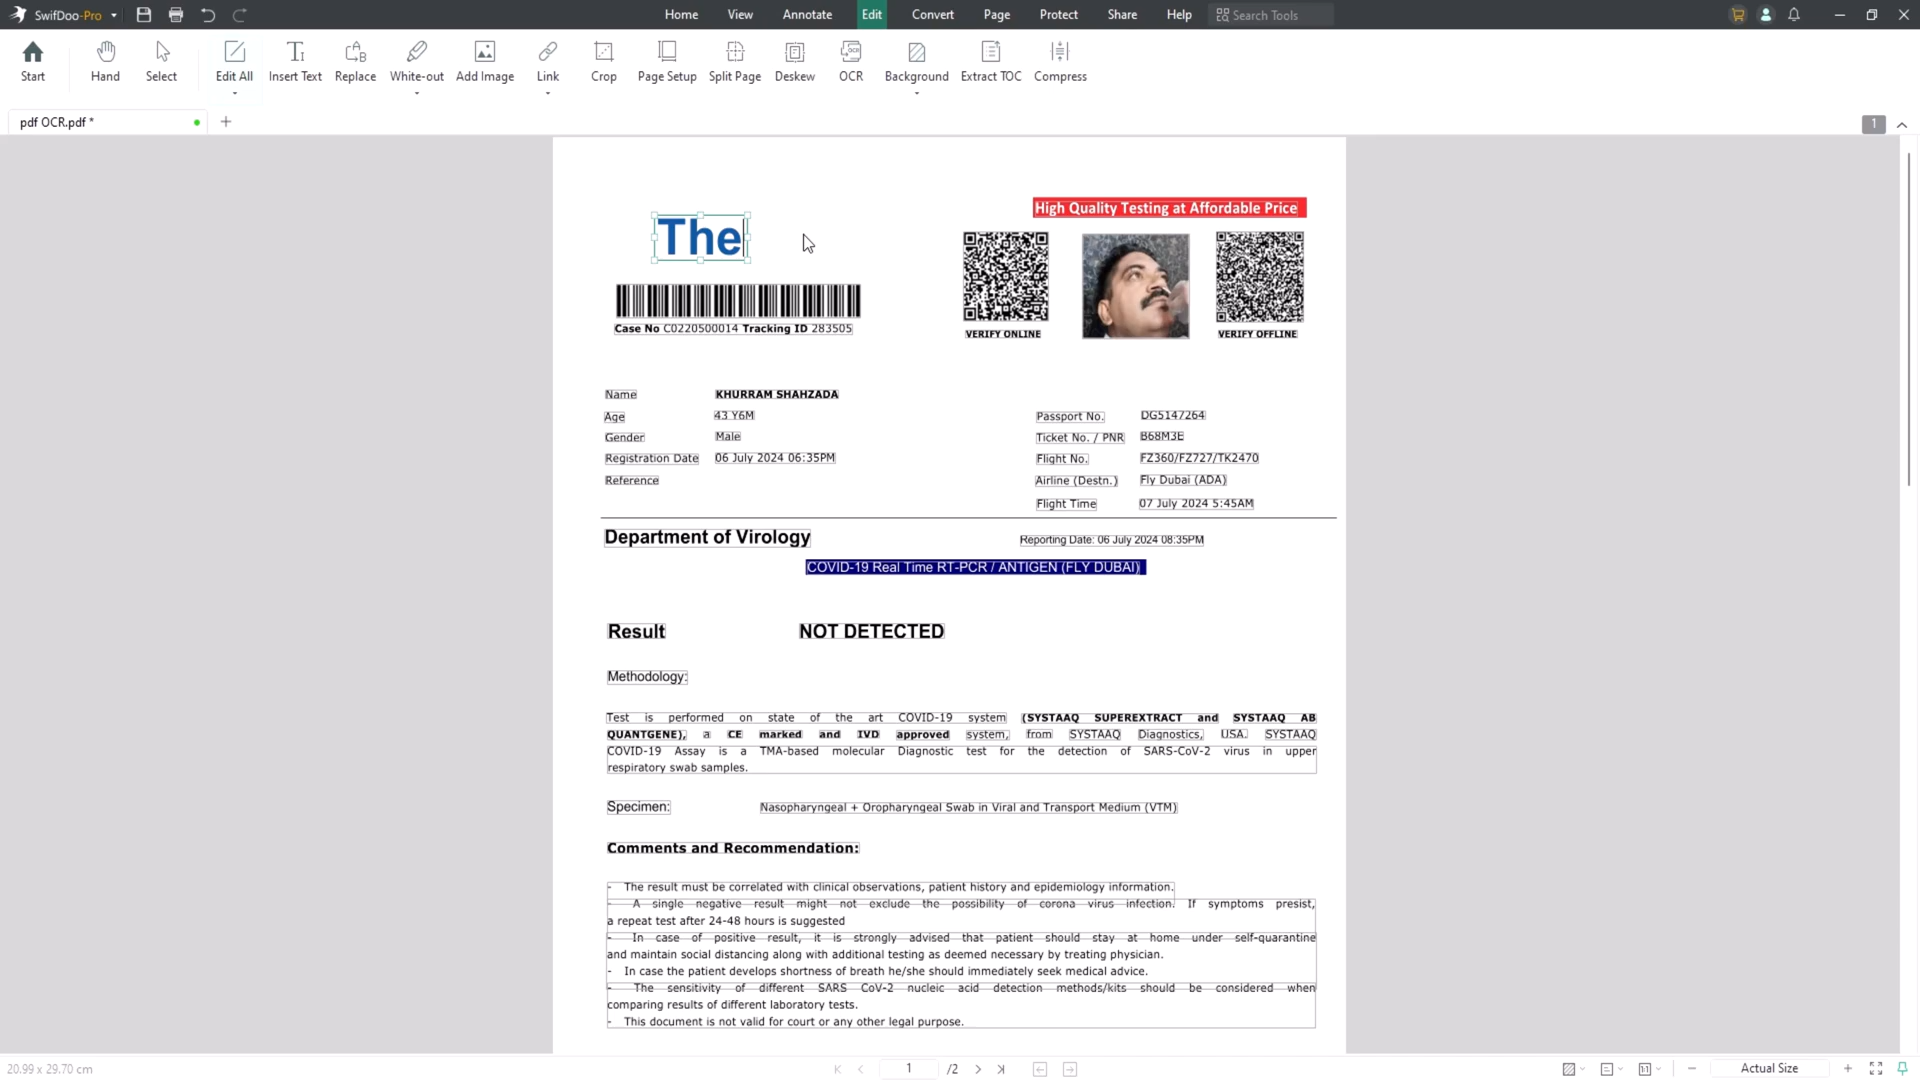 SwifDoo-Pro
Home View Annotate Edit Convert Page Protect Share Help Search Tools
Start Hand Select Edit All Insert Text Replace White-out Add Image Link Crop Page Setup Split Page Deskew OCR Background Extract TOC Compress
pdf OCR.pdf *
1
The
High Quality Testing at Affordable Price
Case No C0220500014 Tracking ID 283505
VERIFY ONLINE
VERIFY OFFLINE
Name KHURRAM SHAHZADA
Age 43 Y6M Passport No. DG5147264
Gender Male Ticket No. / PNR B68M3E
Registration Date 06 July 2024 06:35PM Flight No. FZ360/FZ727/TK2470
Reference Airline (Destn.) Fly Dubai (ADA)
Flight Time 07 July 2024 5:45AM
Department of Virology Reporting Date: 06 July 2024 08:35PM
COVID-19 Real Time RT-PCR / ANTIGEN (FLY DUBAI)
Result NOT DETECTED
Methodology:
Test is performed on state of the art COVID-19 system (SYSTAAQ SUPEREXTRACT and SYSTAAQ AB
QUANTGENE), a CE marked and IVD approved system, from SYSTAAQ Diagnostics, USA. SYSTAAQ
COVID-19 Assay is a TMA-based molecular Diagnostic test for the detection of SARS-CoV-2 virus in upper
respiratory swab samples.
Specimen: Nasopharyngeal + Oropharyngeal Swab in Viral and Transport Medium (VTM)
Comments and Recommendation:
- The result must be correlated with clinical observations, patient history and epidemiology information.
- A single negative result might not exclude the possibility of corona virus infection. If symptoms presist,
a repeat test after 24-48 hours is suggested
- In case of positive result, it is strongly advised that patient should stay at home under self-quarantine
and maintain social distancing along with additional testing as deemed necessary by treating physician.
- In case the patient develops shortness of breath he/she should immediately seek medical advice.
- The sensitivity of different SARS CoV-2 nucleic acid detection methods/kits should be considered when
comparing results of different laboratory tests.
- This document is not valid for court or any other legal purpose.
20.99 x 29.70 cm
1 /2
Actual Size